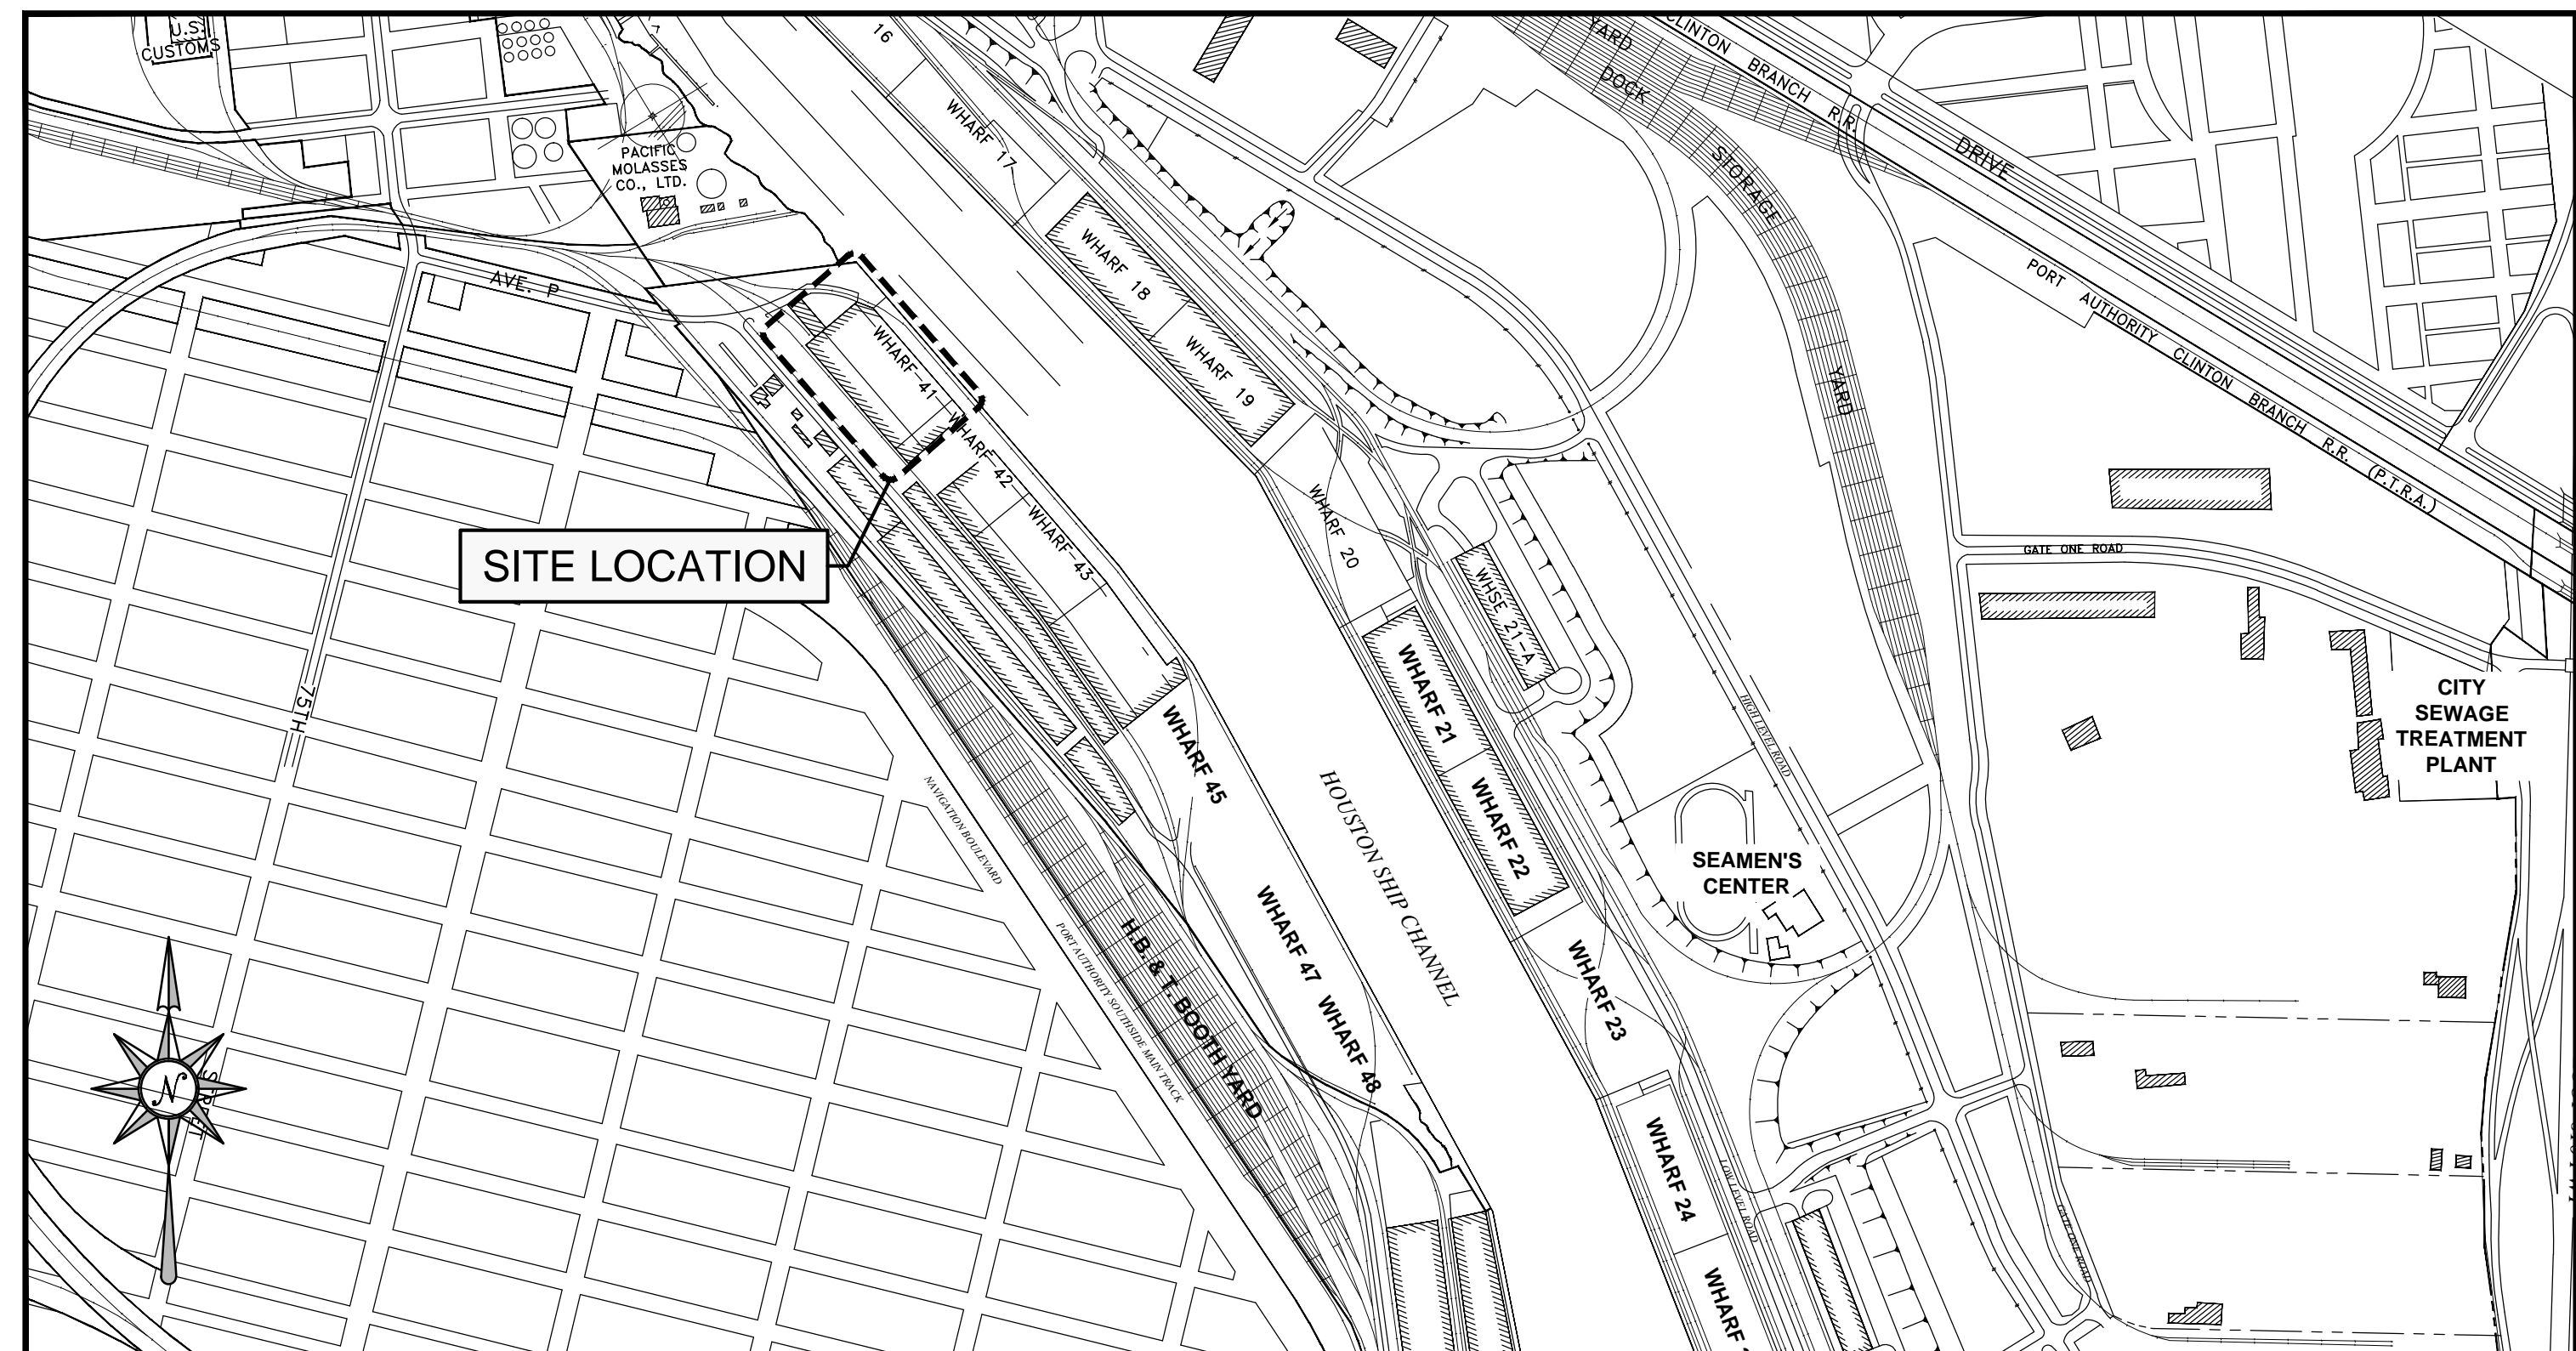 U.S.
CUSTOMS
16
YARD
CLINTON
BRANCH
R.R.
DOCK
WHARF 17
DRIVE
PACIFIC
MOLASSES
CO., LTD.
STORAGE
WHARF 18
AVE. P
PORT AUTHORITY CLINTON BRANCH R.R. (P.T.R.A.)
WHARF-41
WHARF 19
YARD
WHARF-42
WHARF-43
WHARF 20
SITE LOCATION
GATE ONE ROAD
WHSE 21-A
WHARF 21
75TH
HIGH LEVEL ROAD
CITY
SEWAGE
TREATMENT
PLANT
WHARF 45
NAVIGATION BOULEVARD
HOUSTON SHIP CHANNEL
WHARF 22
SEAMEN'S
CENTER
WHARF 47
H.B. & T. BOOTH YARD
PORT AUTHORITY SOUTHSIDE MAIN TRACK
WHARF 23
WHARF 48
N
WHARF 24
LOW LEVEL ROAD
GATE ONE ROAD
WHARF